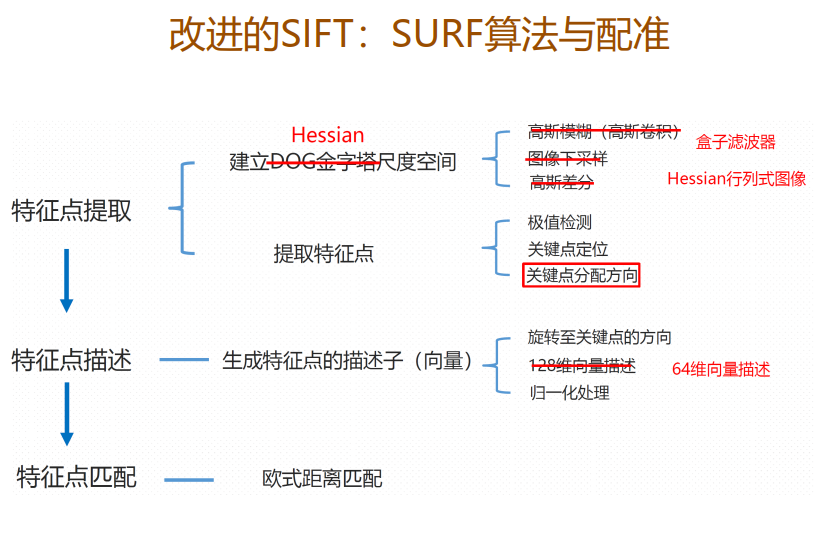 改进的SIFT：SURF算法与配准
Hessian
建立DOG金字塔尺度空间
高斯模糊（高斯卷积）
图像下采样
高斯差分
盒子滤波器
Hessian行列式图像
特征点提取
提取特征点
极值检测
关键点定位
关键点分配方向
特征点描述
生成特征点的描述子（向量）
旋转至关键点的方向
128维向量描述
64维向量描述
归一化处理
特征点匹配
欧式距离匹配